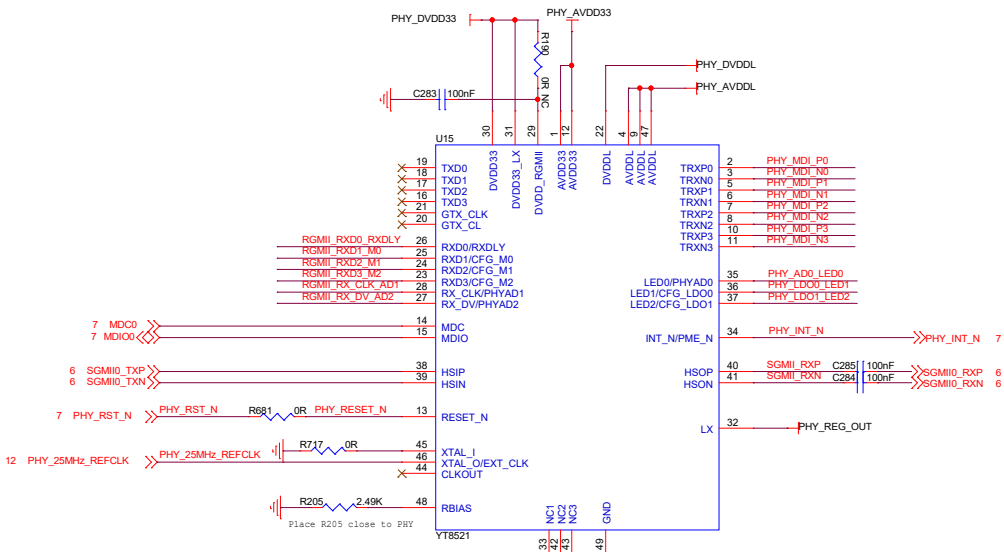 PHY_DVDD33
PHY_AVDD33
R190
0R_NC
PHY_DVDDL
PHY_AVDDL
C283 100nF
30 31 29 1 12 22 4 9 47
U15
DVDD33 DVDD33_LX DVDD_RGMII AVDD33 AVDD33 DVDDL AVDDL AVDDL AVDDL
19 TXD0
18 TXD1
17 TXD2
16 TXD3
21 GTX_CLK
20 GTX_CL
RGMII_RXD0_RXDLY 26 RXD0/RXDLY
RGMII_RXD1_M0 25 RXD1/CFG_M0
RGMII_RXD2_M1 24 RXD2/CFG_M1
RGMII_RXD3_M2 23 RXD3/CFG_M2
RGMII_RX_CLK_AD1 28 RX_CLK/PHYAD1
RGMII_RX_DV_AD2 27 RX_DV/PHYAD2
7 MDC0 14 MDC
7 MDIO0 15 MDIO
6 SGMII0_TXP 38 HSIP
6 SGMII0_TXN 39 HSIN
7 PHY_RST_N PHY_RST_N R681 0R PHY_RESET_N 13 RESET_N
R717 0R 45 XTAL_I
12 PHY_25MHz_REFCLK PHY_25MHz_REFCLK 46 XTAL_O/EXT_CLK
44 CLKOUT
R205 2.49K 48 RBIAS
Place R205 close to PHY
TRXP0 2 PHY_MDI_P0
TRXN0 3 PHY_MDI_N0
TRXP1 5 PHY_MDI_P1
TRXN1 6 PHY_MDI_N1
TRXP2 7 PHY_MDI_P2
TRXN2 8 PHY_MDI_N2
TRXP3 10 PHY_MDI_P3
TRXN3 11 PHY_MDI_N3
LED0/PHYAD0 35 PHY_AD0_LED0
LED1/CFG_LDO0 36 PHY_LDO0_LED1
LED2/CFG_LDO1 37 PHY_LDO1_LED2
INT_N/PME_N 34 PHY_INT_N PHY_INT_N 7
HSOP 40 SGMII_RXP C285 100nF SGMII0_RXP 6
HSON 41 SGMII_RXN C284 100nF SGMII0_RXN 6
LX 32 PHY_REG_OUT
NC1 NC2 NC3 GND
YT8521
33 42 43 49